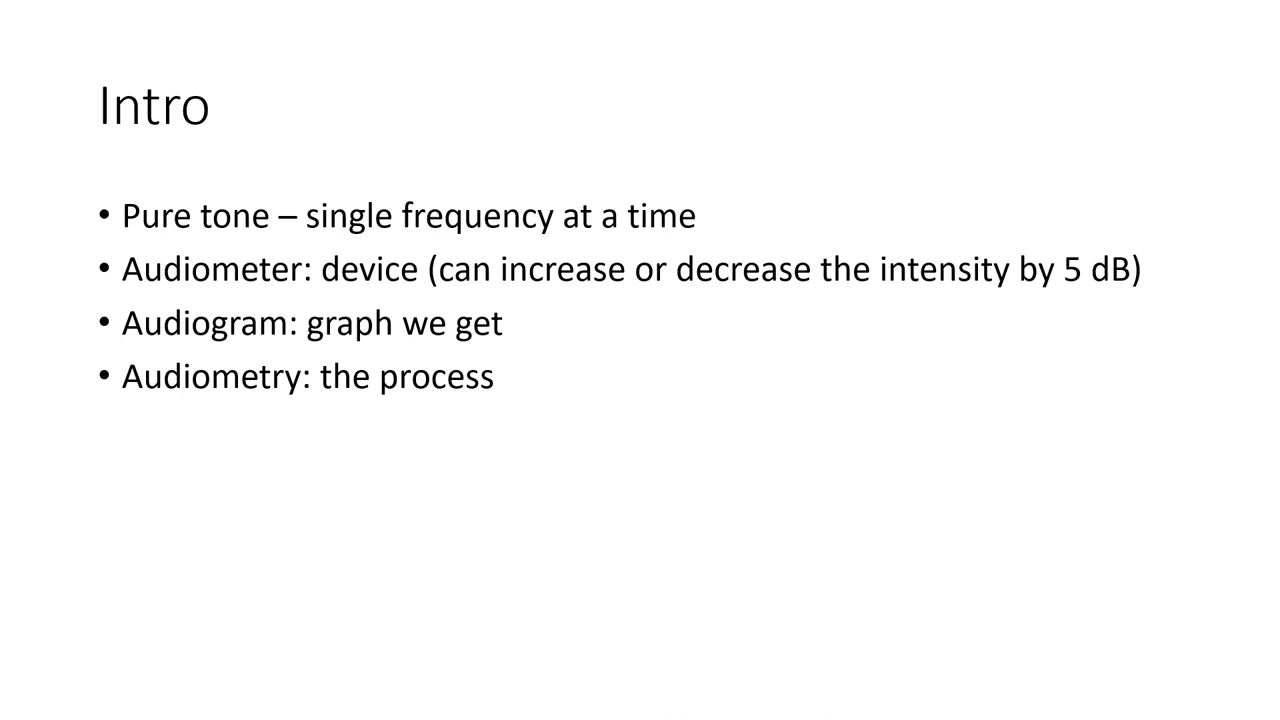 Intro
• Pure tone – single frequency at a time
• Audiometer: device (can increase or decrease the intensity by 5 dB)
• Audiogram: graph we get
• Audiometry: the process